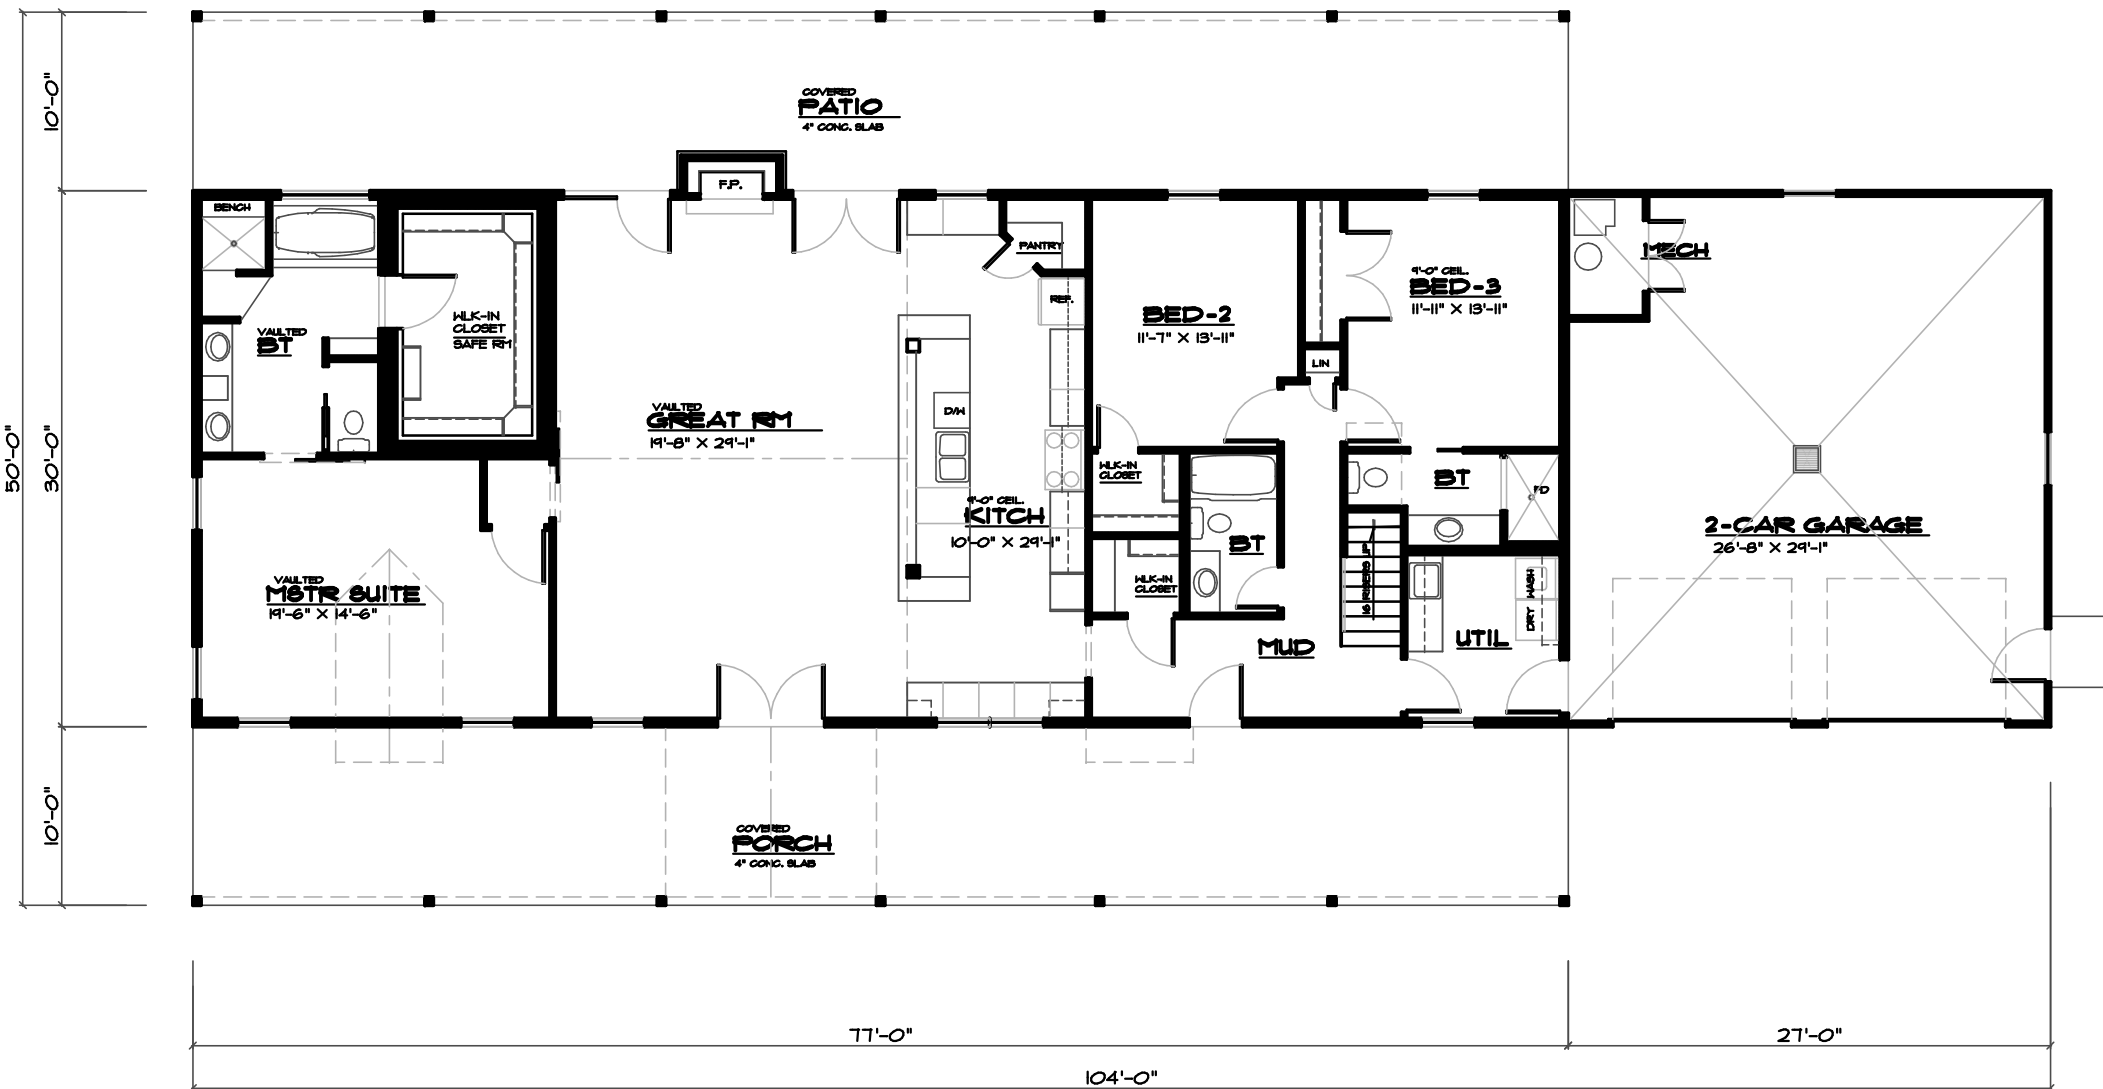 COVERED
PATIO
4" CONC. SLAB
10'-0"
F.P.
BENCH
PANTRY
MECH
REF.
9'-0" CEIL.
BED-3
11'-11" X 13'-11"
BED-2
11'-7" X 13'-11"
WLK-IN
CLOSET
SAFE RM
VAULTED
BT
LIN
VAULTED
GREAT RM
19'-8" X 29'-1"
D/W
50'-0"
30'-0"
WLK-IN
CLOSET
BT
FD
9'-0" CEIL.
KITCH
10'-0" X 29'-1"
2-CAR GARAGE
26'-8" X 29'-1"
BT
VAULTED
MSTR SUITE
19'-6" X 14'-6"
WLK-IN
CLOSET
16 RISERS UP
WASH
DRY
UTIL
MUD
10'-0"
COVERED
PORCH
4" CONC. SLAB
77'-0"
27'-0"
104'-0"